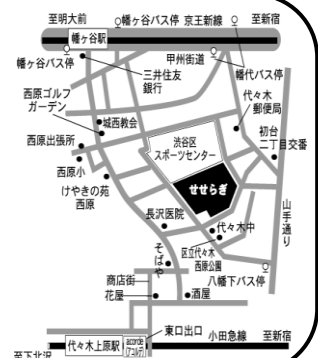 至明大前
幡ヶ谷バス停
京王新線
至新宿
幡ヶ谷駅
幡ヶ谷バス停
甲州街道
幡代バス停
三井住友
銀行
西原ゴルフ
ガーデン
代々木
郵便局
城西教会
渋谷区
スポーツセンター
初台
二丁目交番
西原出張所
西原小
せせらぎ
けやきの苑
西原
山手通り
長沢医院
代々木中
そばや
区立代々木
西原公園
商店街
八幡下バス停
花屋
酒屋
東口出口
代々木上原駅
acorde
(アコルデ)
小田急線
至新宿
至下北沢